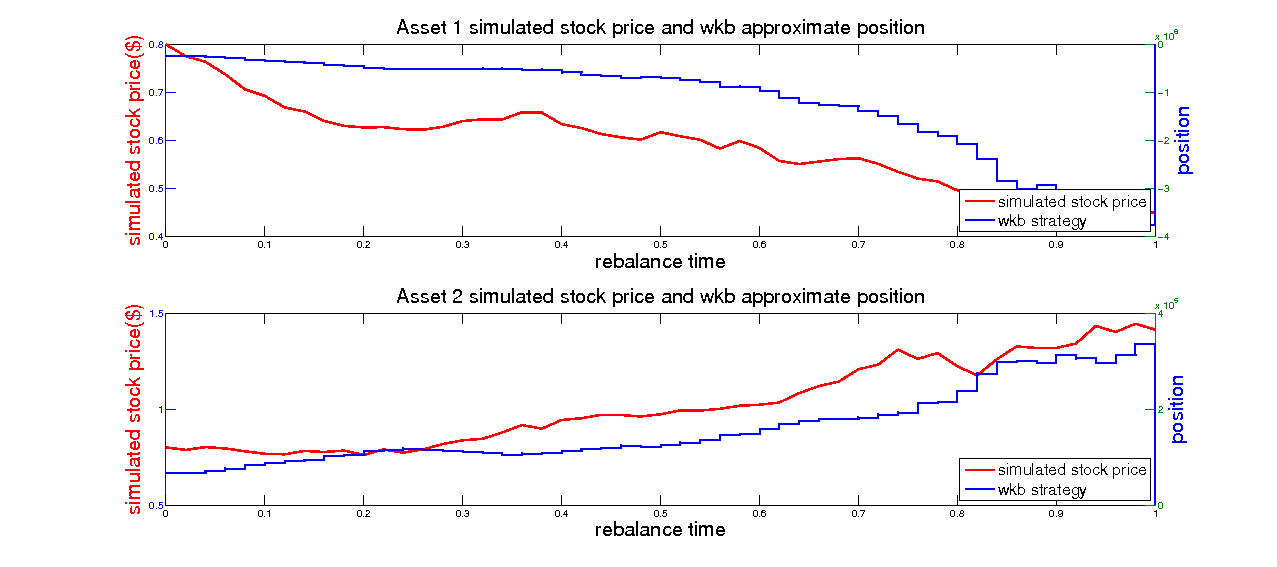 Asset 1 simulated stock price and wkb approximate position
simulated stock price($)
0.8
0.7
0.6
0.5
0.4
x 10
0
-1
-2
-3
-4
position
simulated stock price
wkb strategy
0 0.1 0.2 0.3 0.4 0.5 0.6 0.7 0.8 0.9 1
rebalance time
Asset 2 simulated stock price and wkb approximate position
simulated stock price($)
1.5
1
0.5
x 10
4
2
0
position
simulated stock price
wkb strategy
0 0.1 0.2 0.3 0.4 0.5 0.6 0.7 0.8 0.9 1
rebalance time